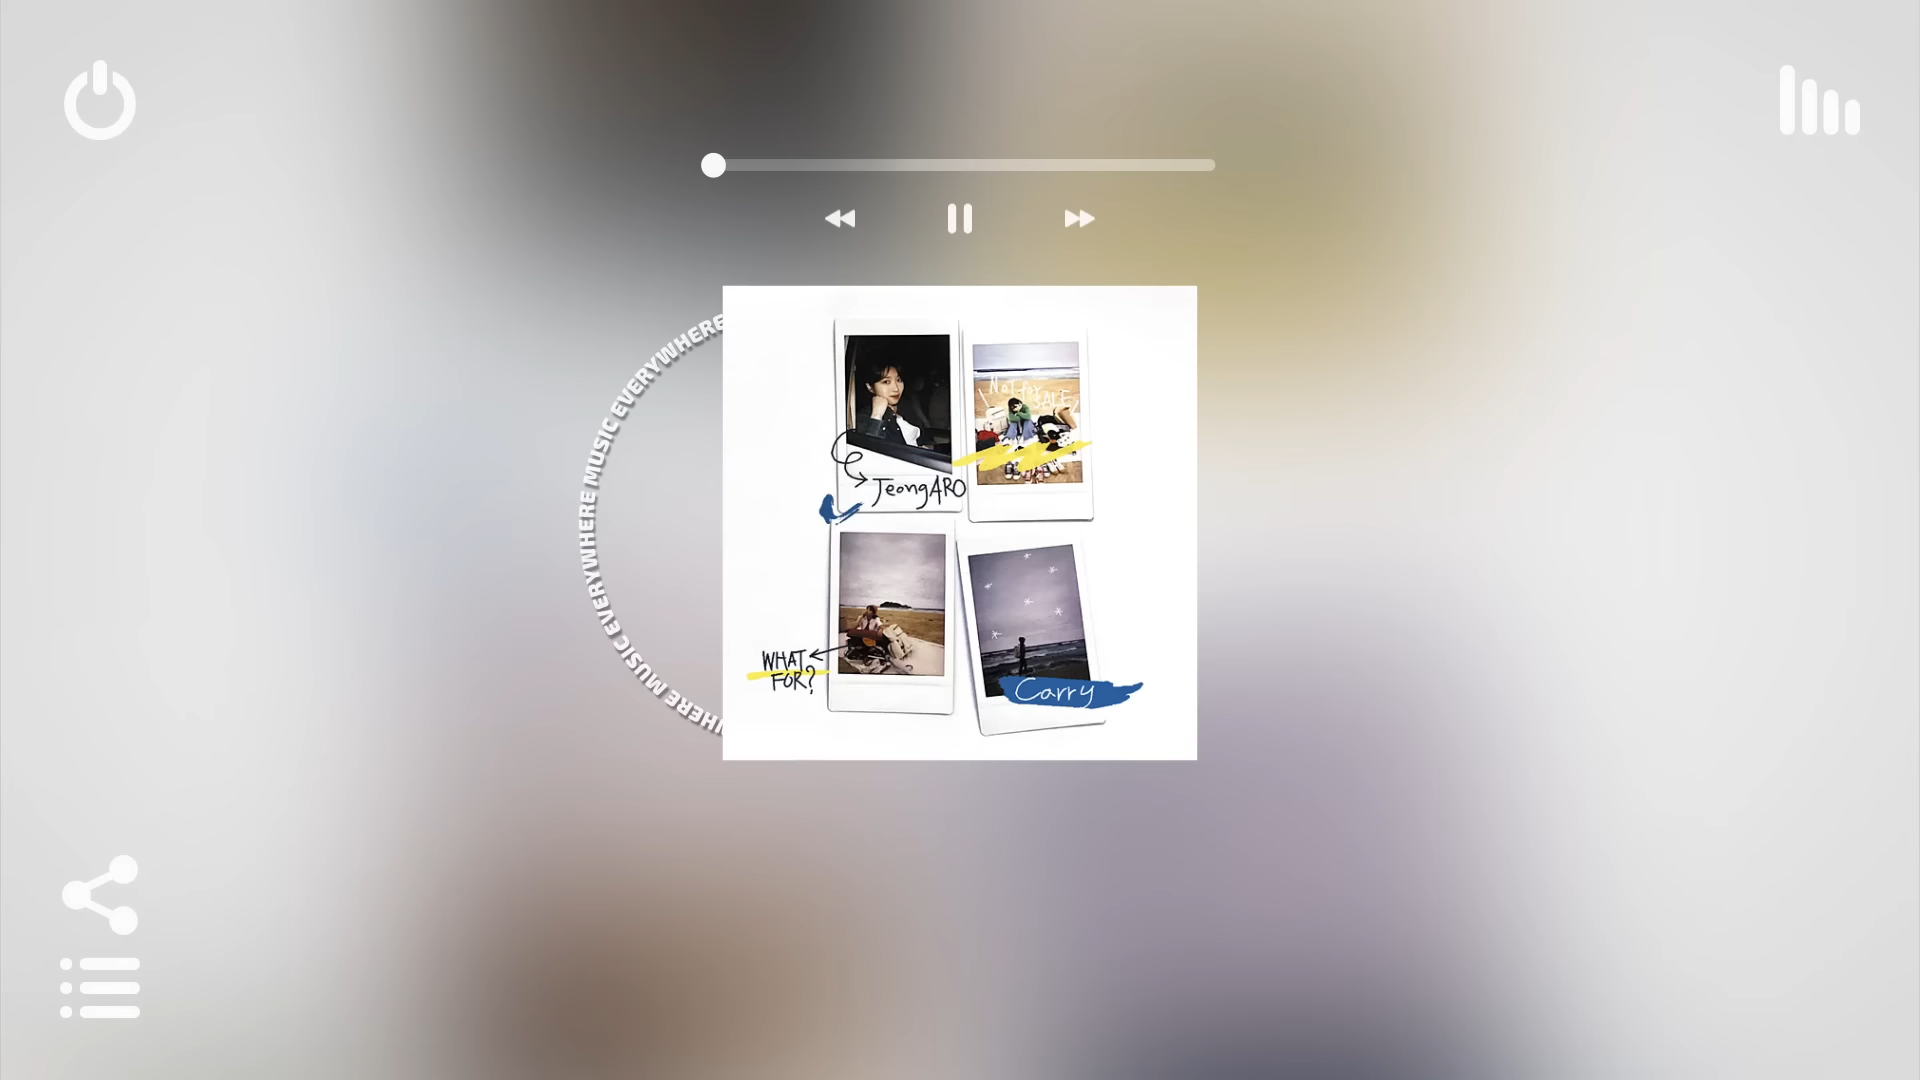 EVERYWHERE MUSIC EVERYWHERE MUSIC EVERYWHERE MUSIC
Not for
SALE
JeongARO
WHAT
FOR?
Carry